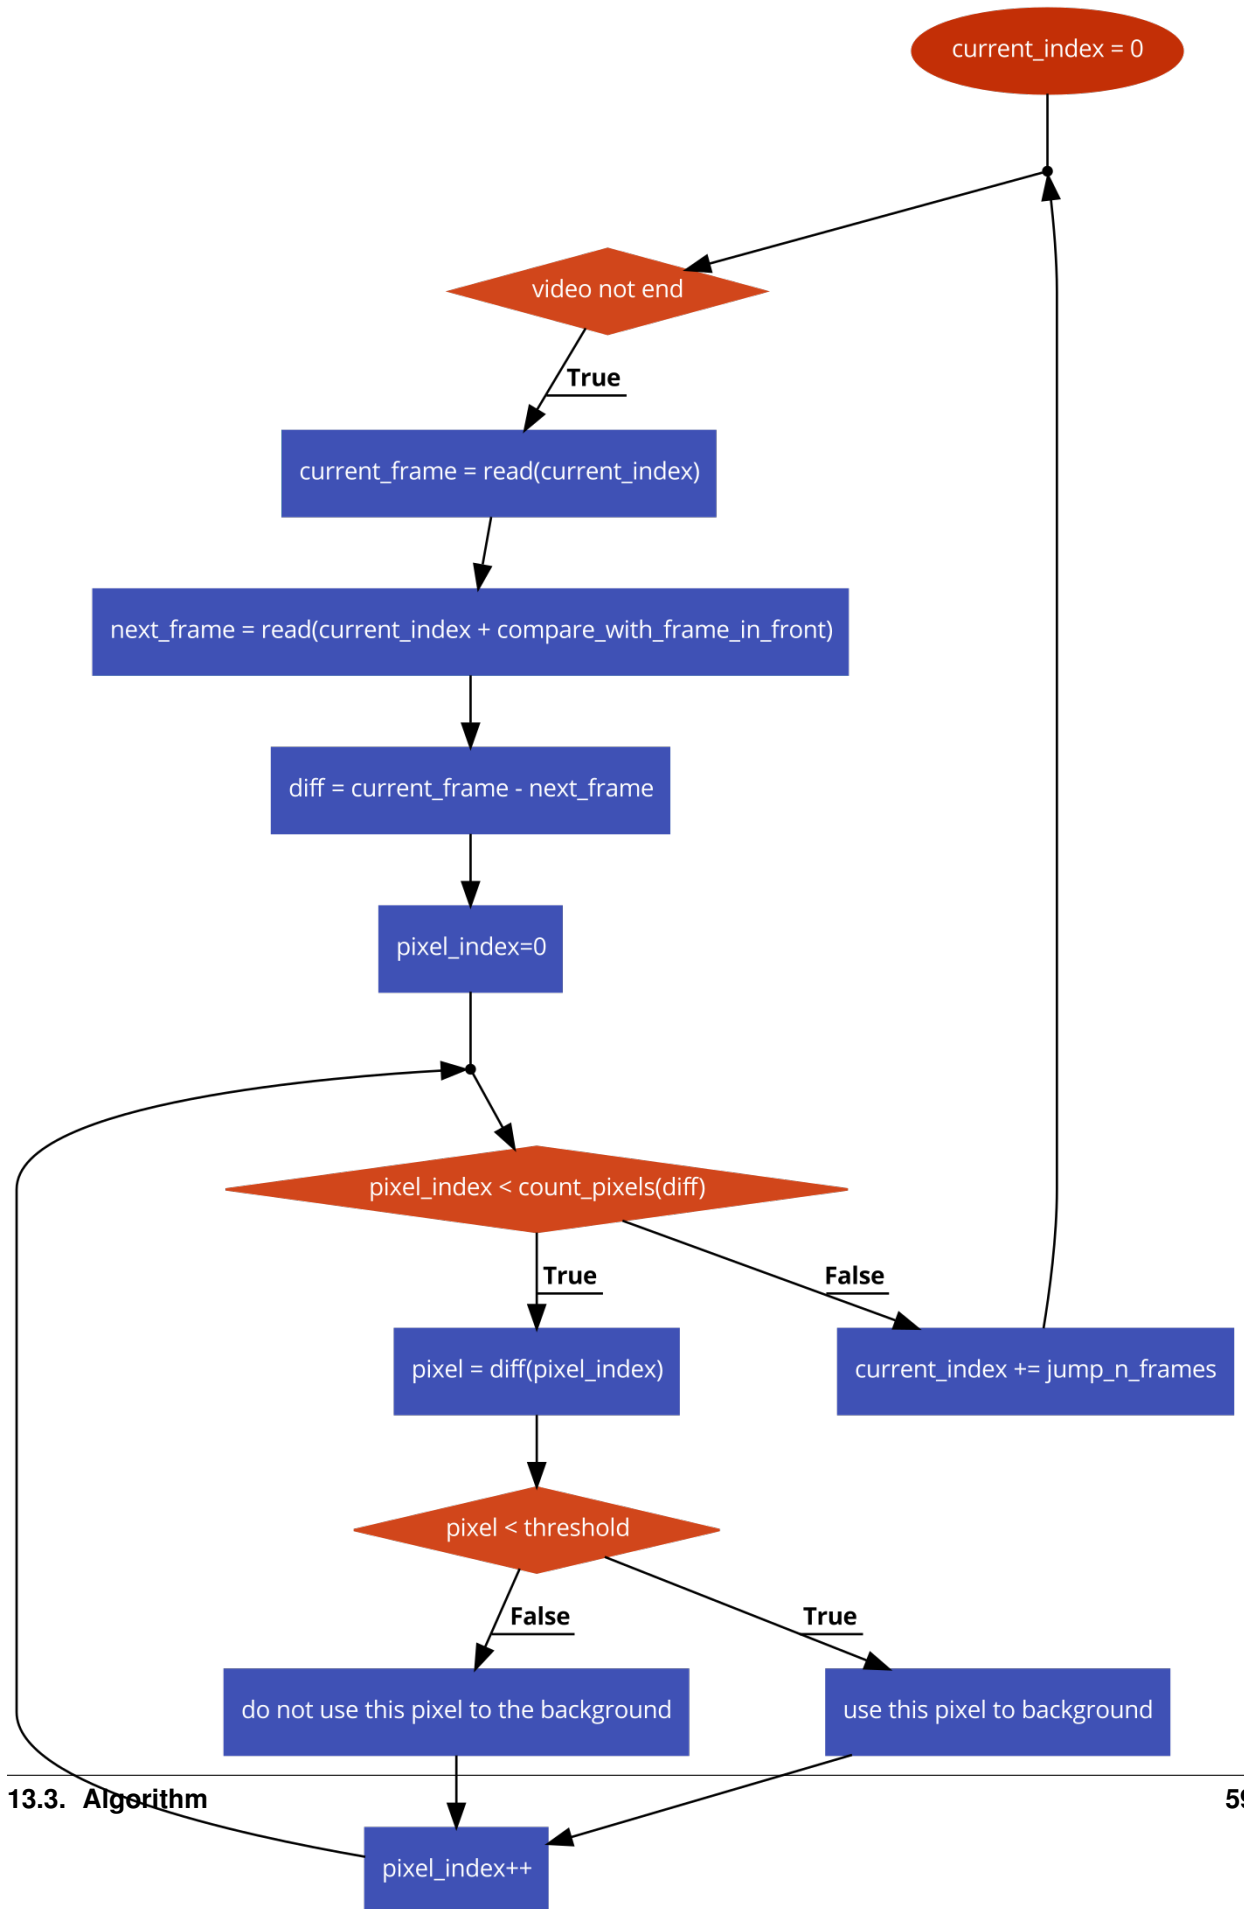 current_index = 0
video not end
True
current_frame = read(current_index)
next_frame = read(current_index + compare_with_frame_in_front)
diff = current_frame - next_frame
pixel_index=0
pixel_index < count_pixels(diff)
True
False
pixel = diff(pixel_index)
current_index += jump_n_frames
pixel < threshold
False
True
do not use this pixel to the background
use this pixel to background
13.3. Algorithm
pixel_index++